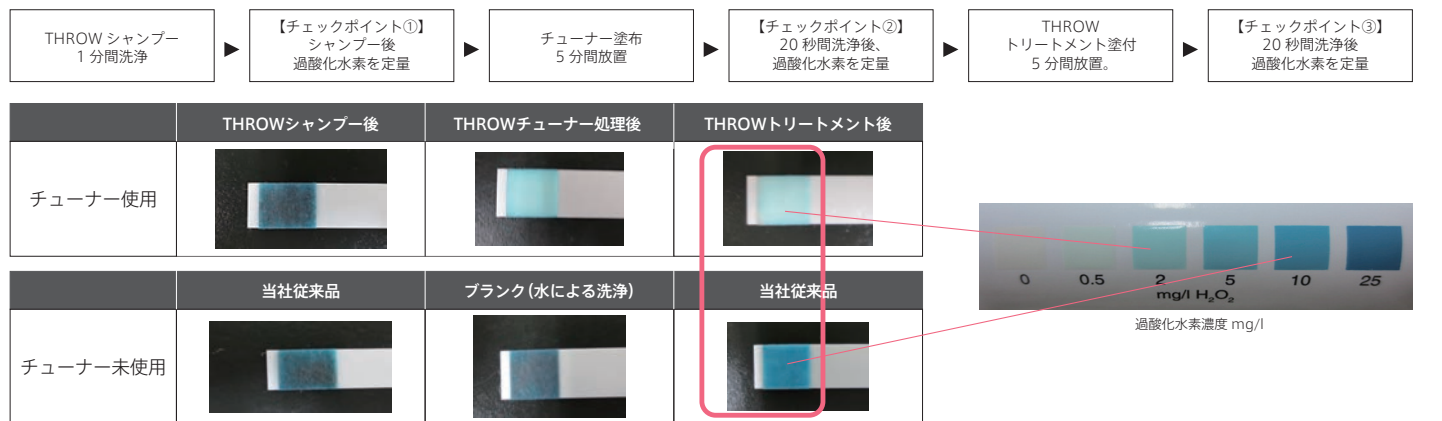 THROW シャンプー
1 分間洗浄
【チェックポイント①】
シャンプー後
過酸化水素を定量
チューナー塗布
5 分間放置
【チェックポイント②】
20 秒間洗浄後、
過酸化水素を定量
THROW
トリートメント塗付
5 分間放置。
【チェックポイント③】
20 秒間洗浄後
過酸化水素を定量
THROWシャンプー後
THROWチューナー処理後
THROWトリートメント後
チューナー使用
当社従来品
ブランク（水による洗浄）
当社従来品
チューナー未使用
0 0.5 2 5 10 25
mg/l H₂O₂
過酸化水素濃度 mg/l